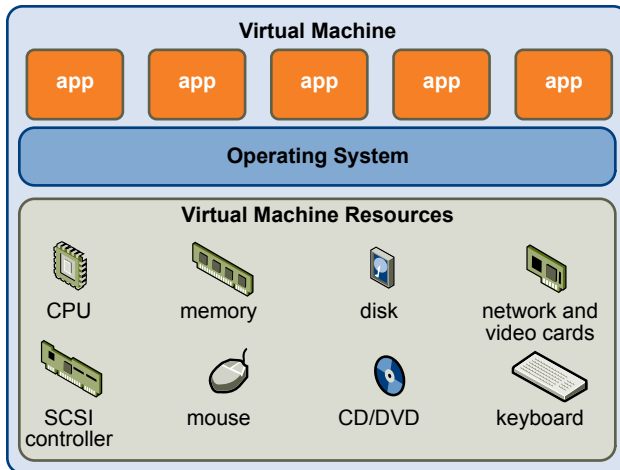 Virtual Machine
app app app app app
Operating System
Virtual Machine Resources
CPU memory disk network and
video cards
SCSI mouse CD/DVD keyboard
controller